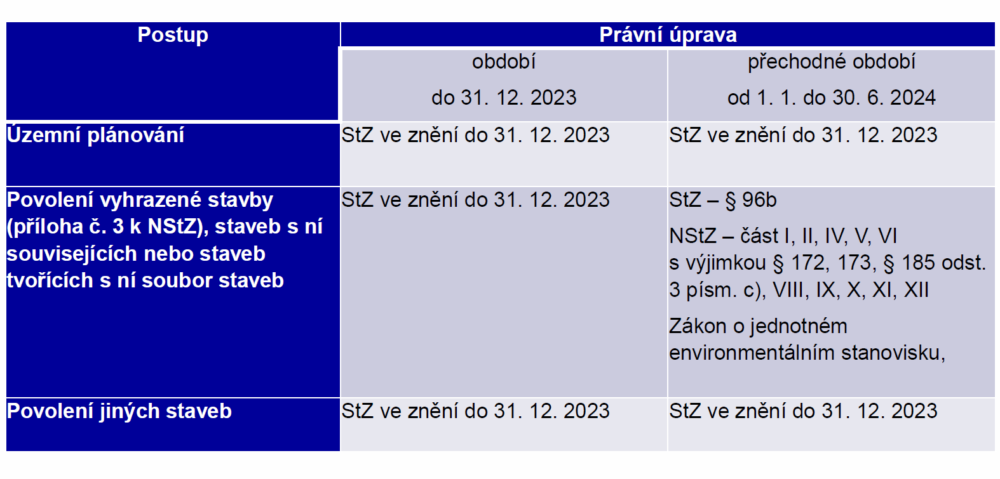 Postup
Právní úprava
období
do 31. 12. 2023
přechodné období
od 1. 1. do 30. 6. 2024
Územní plánování
StZ ve znění do 31. 12. 2023
StZ ve znění do 31. 12. 2023
Povolení vyhrazené stavby
(příloha č. 3 k NStZ), staveb s ní
souvisejících nebo staveb
tvořících s ní soubor staveb
StZ ve znění do 31. 12. 2023
StZ – § 96b
NStZ – část I, II, IV, V, VI
s výjimkou § 172, 173, § 185 odst.
3 písm. c), VIII, IX, X, XI, XII
Zákon o jednotném
environmentálním stanovisku,
Povolení jiných staveb
StZ ve znění do 31. 12. 2023
StZ ve znění do 31. 12. 2023